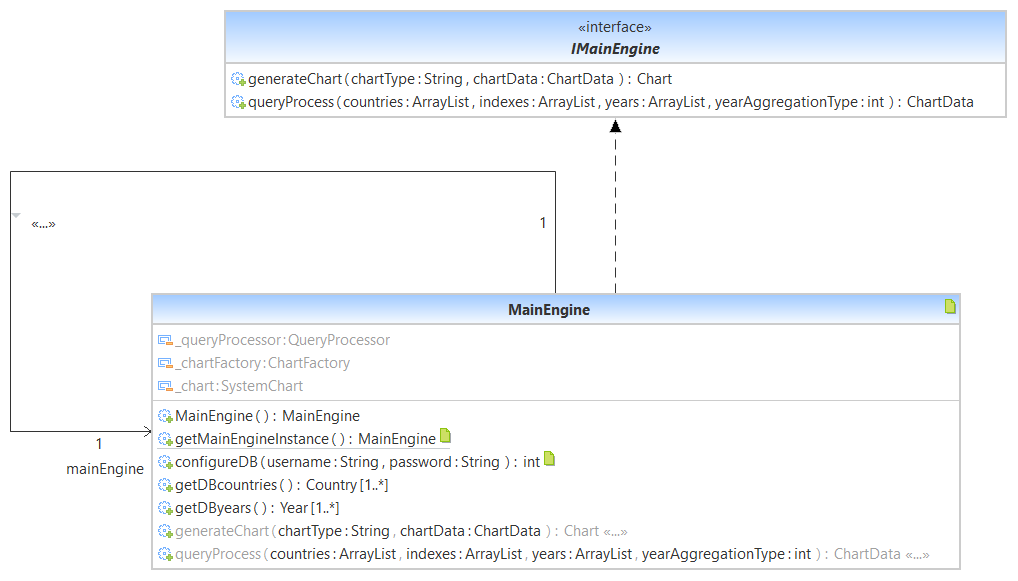 «interface»
IMainEngine
generateChart(chartType:String, chartData:ChartData ): Chart
queryProcess(countries:ArrayList, indexes:ArrayList, years:ArrayList, yearAggregationType:int ): ChartData
«...»
1
1
mainEngine
MainEngine
_queryProcessor:QueryProcessor
_chartFactory:ChartFactory
_chart:SystemChart
MainEngine(): MainEngine
getMainEngineInstance(): MainEngine
configureDB(username:String, password:String ): int
getDBcountries(): Country[1..*]
getDByears(): Year[1..*]
generateChart(chartType:String, chartData:ChartData ): Chart «...»
queryProcess(countries:ArrayList, indexes:ArrayList, years:ArrayList, yearAggregationType:int ): ChartData «...»